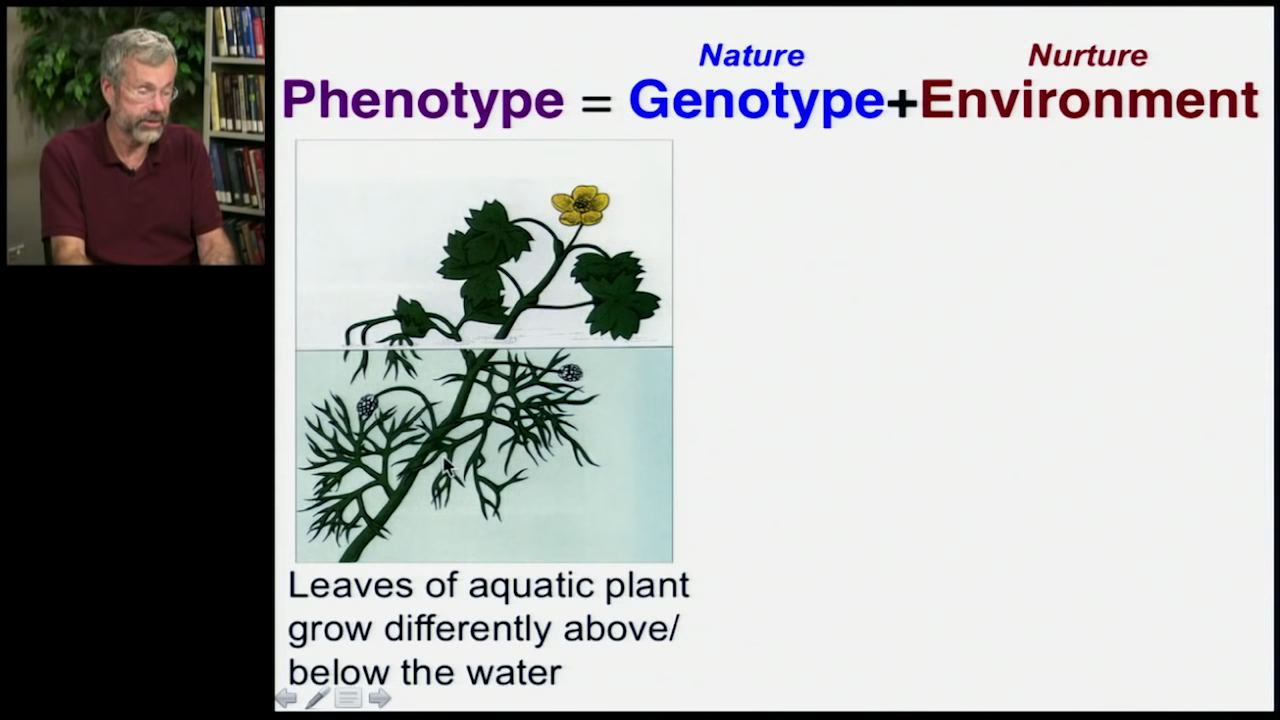 Nature Nurture
Phenotype = Genotype+Environment
Leaves of aquatic plant
grow differently above/
below the water